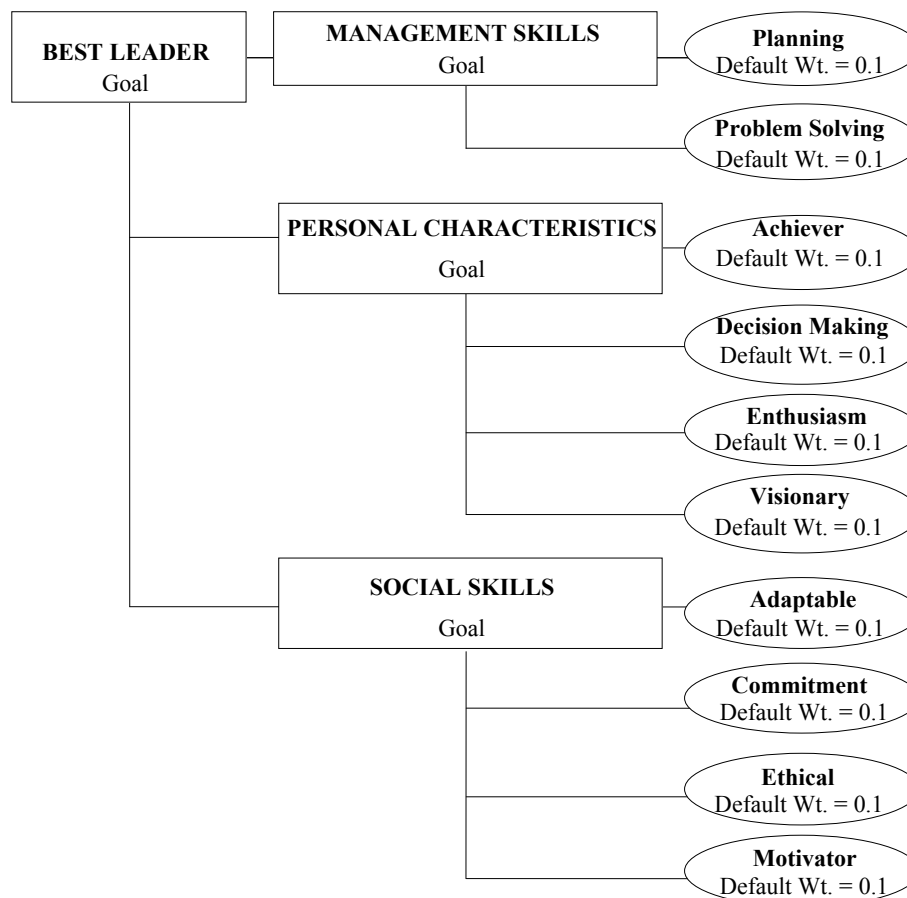 BEST LEADER
Goal
MANAGEMENT SKILLS
Goal
Planning
Default Wt. = 0.1
Problem Solving
Default Wt. = 0.1
PERSONAL CHARACTERISTICS
Goal
Achiever
Default Wt. = 0.1
Decision Making
Default Wt. = 0.1
Enthusiasm
Default Wt. = 0.1
Visionary
Default Wt. = 0.1
SOCIAL SKILLS
Goal
Adaptable
Default Wt. = 0.1
Commitment
Default Wt. = 0.1
Ethical
Default Wt. = 0.1
Motivator
Default Wt. = 0.1